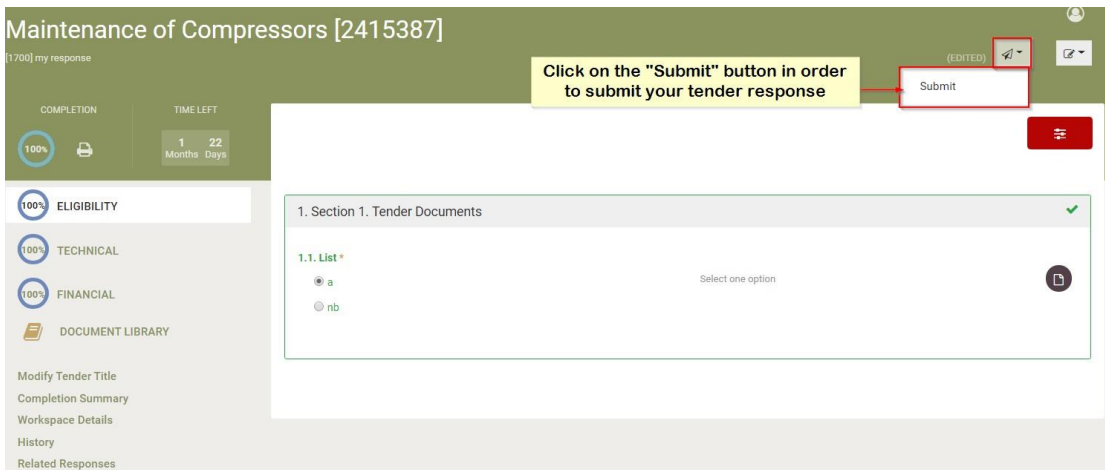 Maintenance of Compressors [2415387]
[1700] my response
(EDITED)
Click on the "Submit" button in order
to submit your tender response
Submit
COMPLETION
TIME LEFT
100%
1 22
Months Days
100% ELIGIBILITY
100% TECHNICAL
100% FINANCIAL
DOCUMENT LIBRARY
Modify Tender Title
Completion Summary
Workspace Details
History
Related Responses
1. Section 1. Tender Documents
1.1. List *
a
Select one option
nb